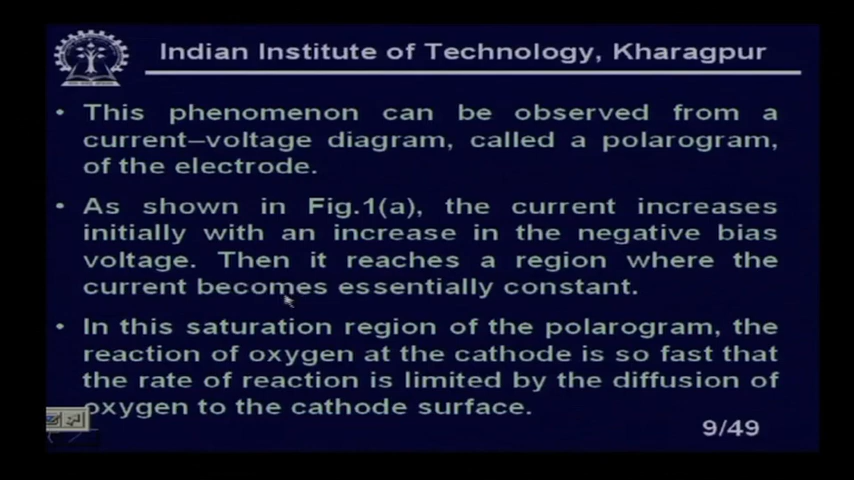 Indian Institute of Technology, Kharagpur
• This phenomenon can be observed from a
current–voltage diagram, called a polarogram,
of the electrode.
• As shown in Fig.1(a), the current increases
initially with an increase in the negative bias
voltage. Then it reaches a region where the
current becomes essentially constant.
• In this saturation region of the polarogram, the
reaction of oxygen at the cathode is so fast that
the rate of reaction is limited by the diffusion of
oxygen to the cathode surface.
9/49